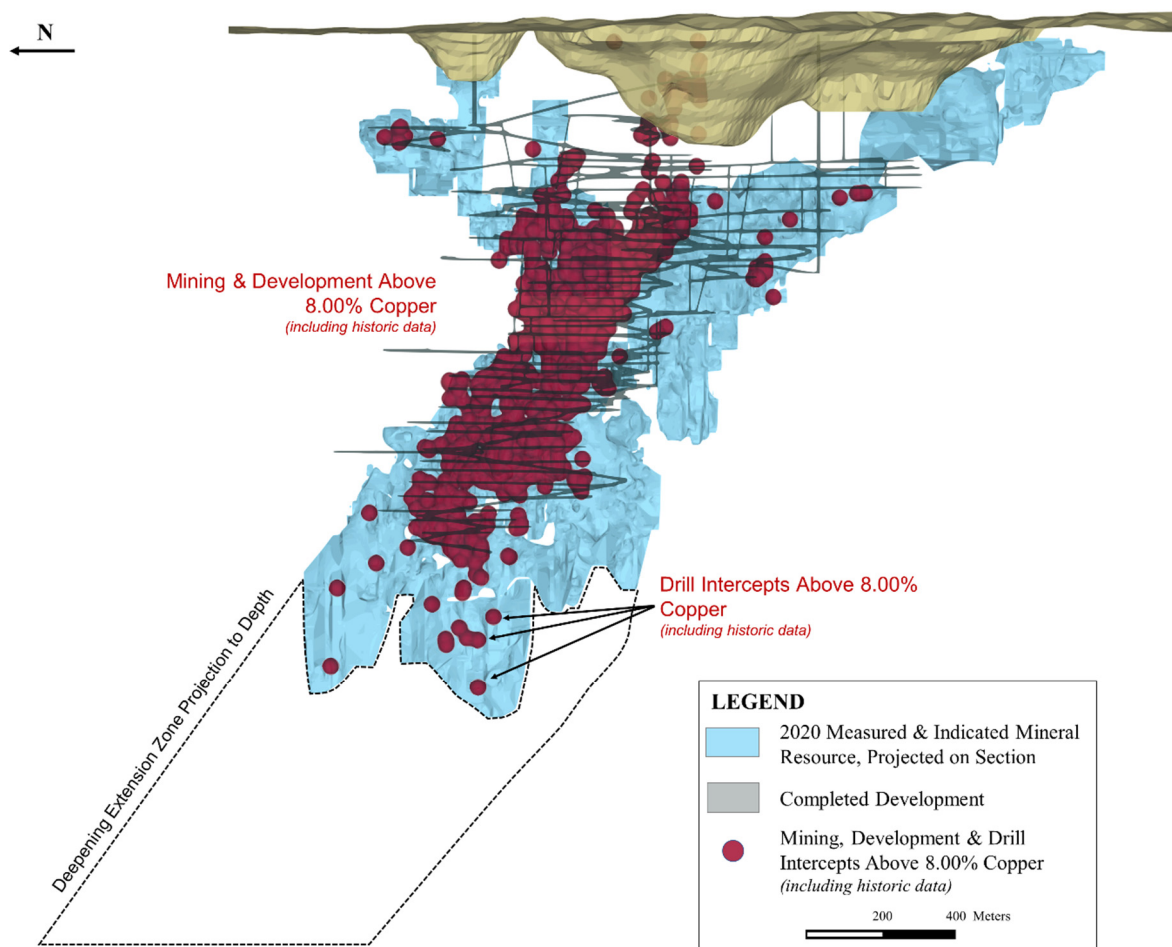 N
Mining & Development Above
8.00% Copper
(including historic data)
Drill Intercepts Above 8.00%
Copper
(including historic data)
Deepening Extension Zone Projection to Depth
LEGEND
2020 Measured & Indicated Mineral
Resource, Projected on Section
Completed Development
Mining, Development & Drill
Intercepts Above 8.00% Copper
(including historic data)
200 400 Meters